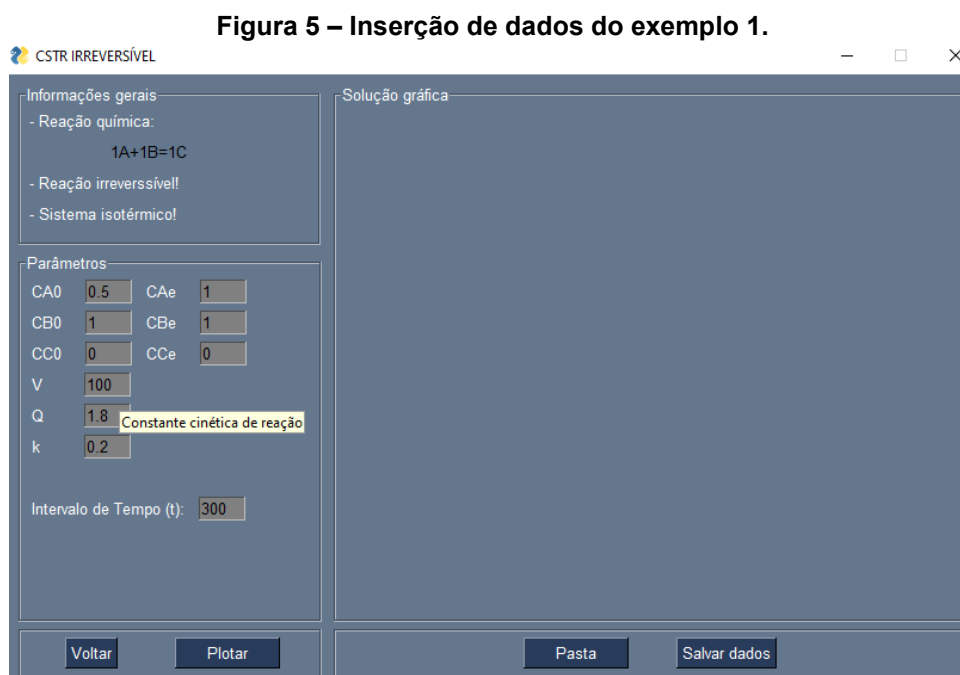 Figura 5 – Inserção de dados do exemplo 1.
CSTR IRREVERSÍVEL
Informações gerais
- Reação química:
1A+1B=1C
- Reação irreverssível!
- Sistema isotérmico!
Parâmetros
CA0 0.5 CAe 1
CB0 1 CBe 1
CC0 0 CCe 0
V 100
Q 1.8
Constante cinética de reação
k 0.2
Intervalo de Tempo (t): 300
Voltar Plotar
Solução gráfica
Pasta Salvar dados